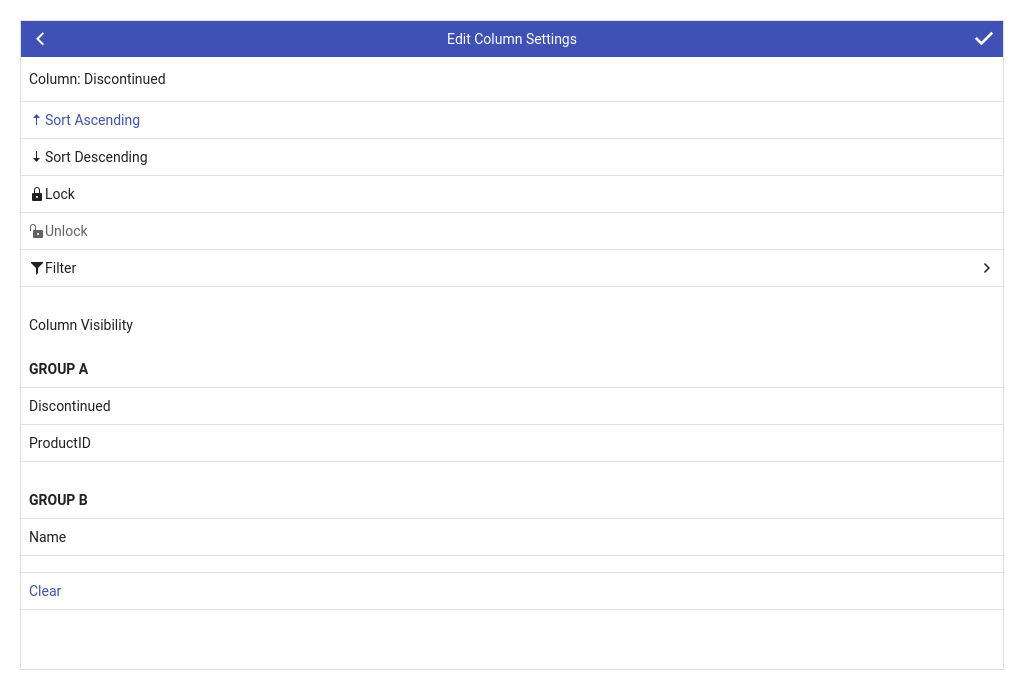 Edit Column Settings
Column: Discontinued
Sort Ascending
Sort Descending
Lock
Unlock
Filter
Column Visibility
GROUP A
Discontinued
ProductID
GROUP B
Name
Clear